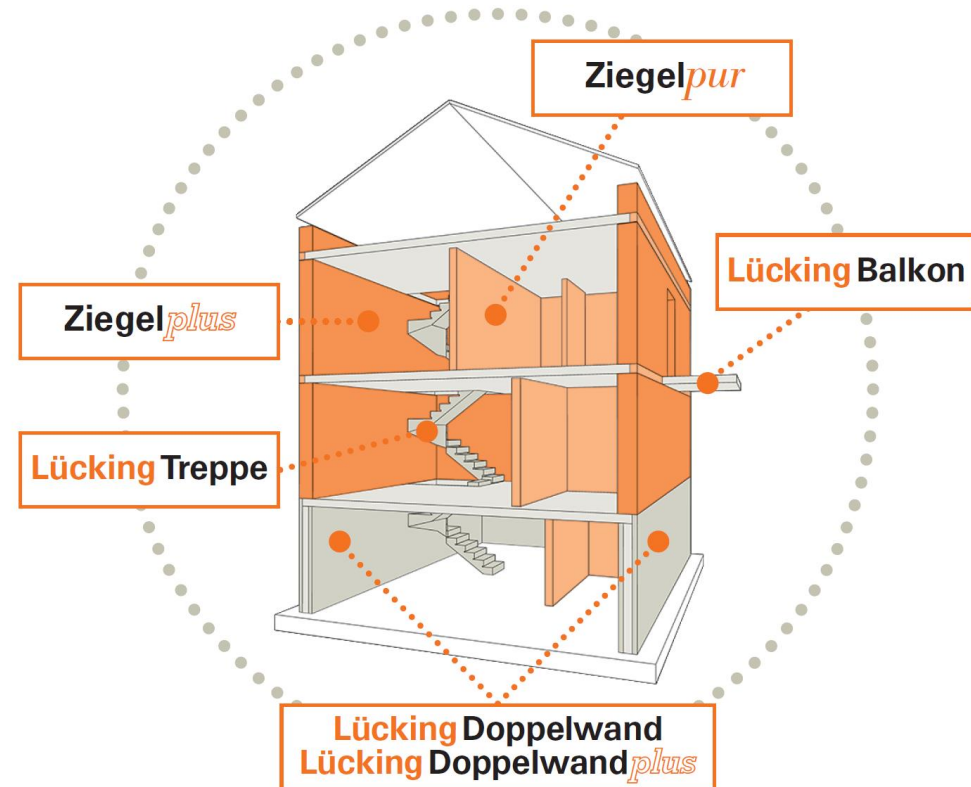 Ziegelpur
Lücking Balkon
Ziegelplus
Lücking Treppe
Lücking Doppelwand
Lücking Doppelwandplus